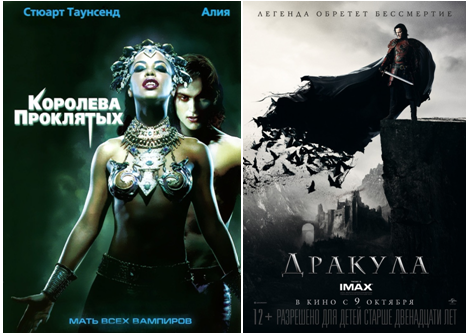 Стюарт Таунсенд Алия
Королева
Проклятых
МАТЬ ВСЕХ ВАМПИРОВ
ЛЕГЕНДА ОБРЕТЕТ БЕССМЕРТИЕ
ДРАКУЛА
IMAX
В КИНО С 9 ОКТЯБРЯ
12+ РАЗРЕШЕНО ДЛЯ ДЕТЕЙ СТАРШЕ ДВЕНАДЦАТИ ЛЕТ